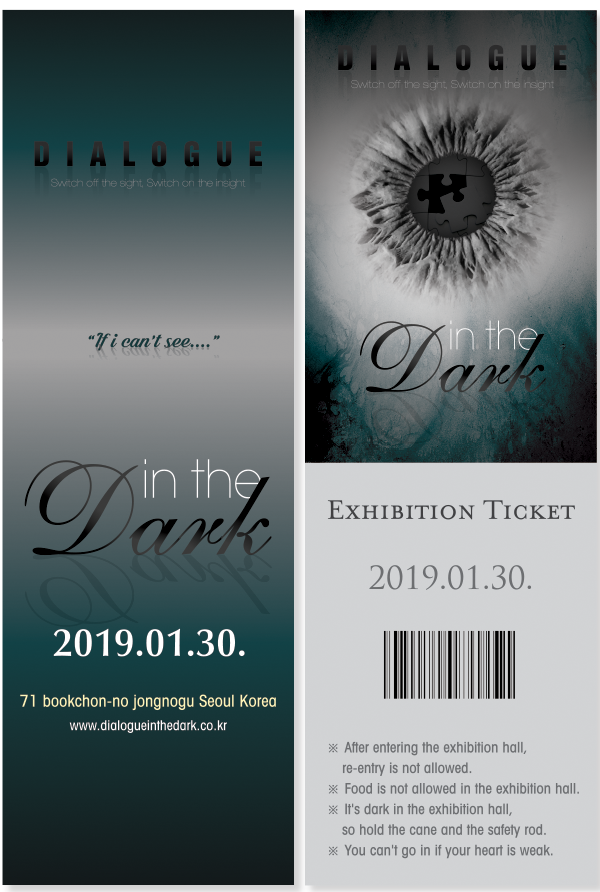 DIALOGUE
Switch off the sight, Switch on the insight
"If i can't see...."
in the
Dark
2019.01.30.
71 bookchon-no jongnogu Seoul Korea
www.dialogueinthedark.co.kr
DIALOGUE
Switch off the sight, Switch on the insight
in the
Dark
EXHIBITION TICKET
2019.01.30.
※ After entering the exhibition hall,
re-entry is not allowed.
※ Food is not allowed in the exhibition hall.
※ It's dark in the exhibition hall,
so hold the cane and the safety rod.
※ You can't go in if your heart is weak.